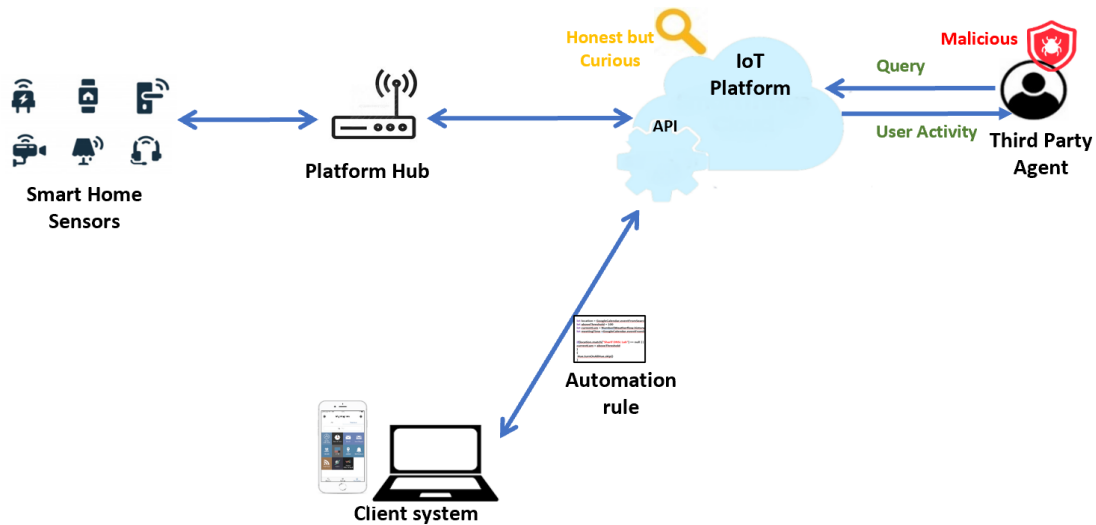 Honest but
Curious
Malicious
IoT
Platform
Query
API
User Activity
Third Party
Agent
Platform Hub
Smart Home
Sensors
Automation
rule
Client system